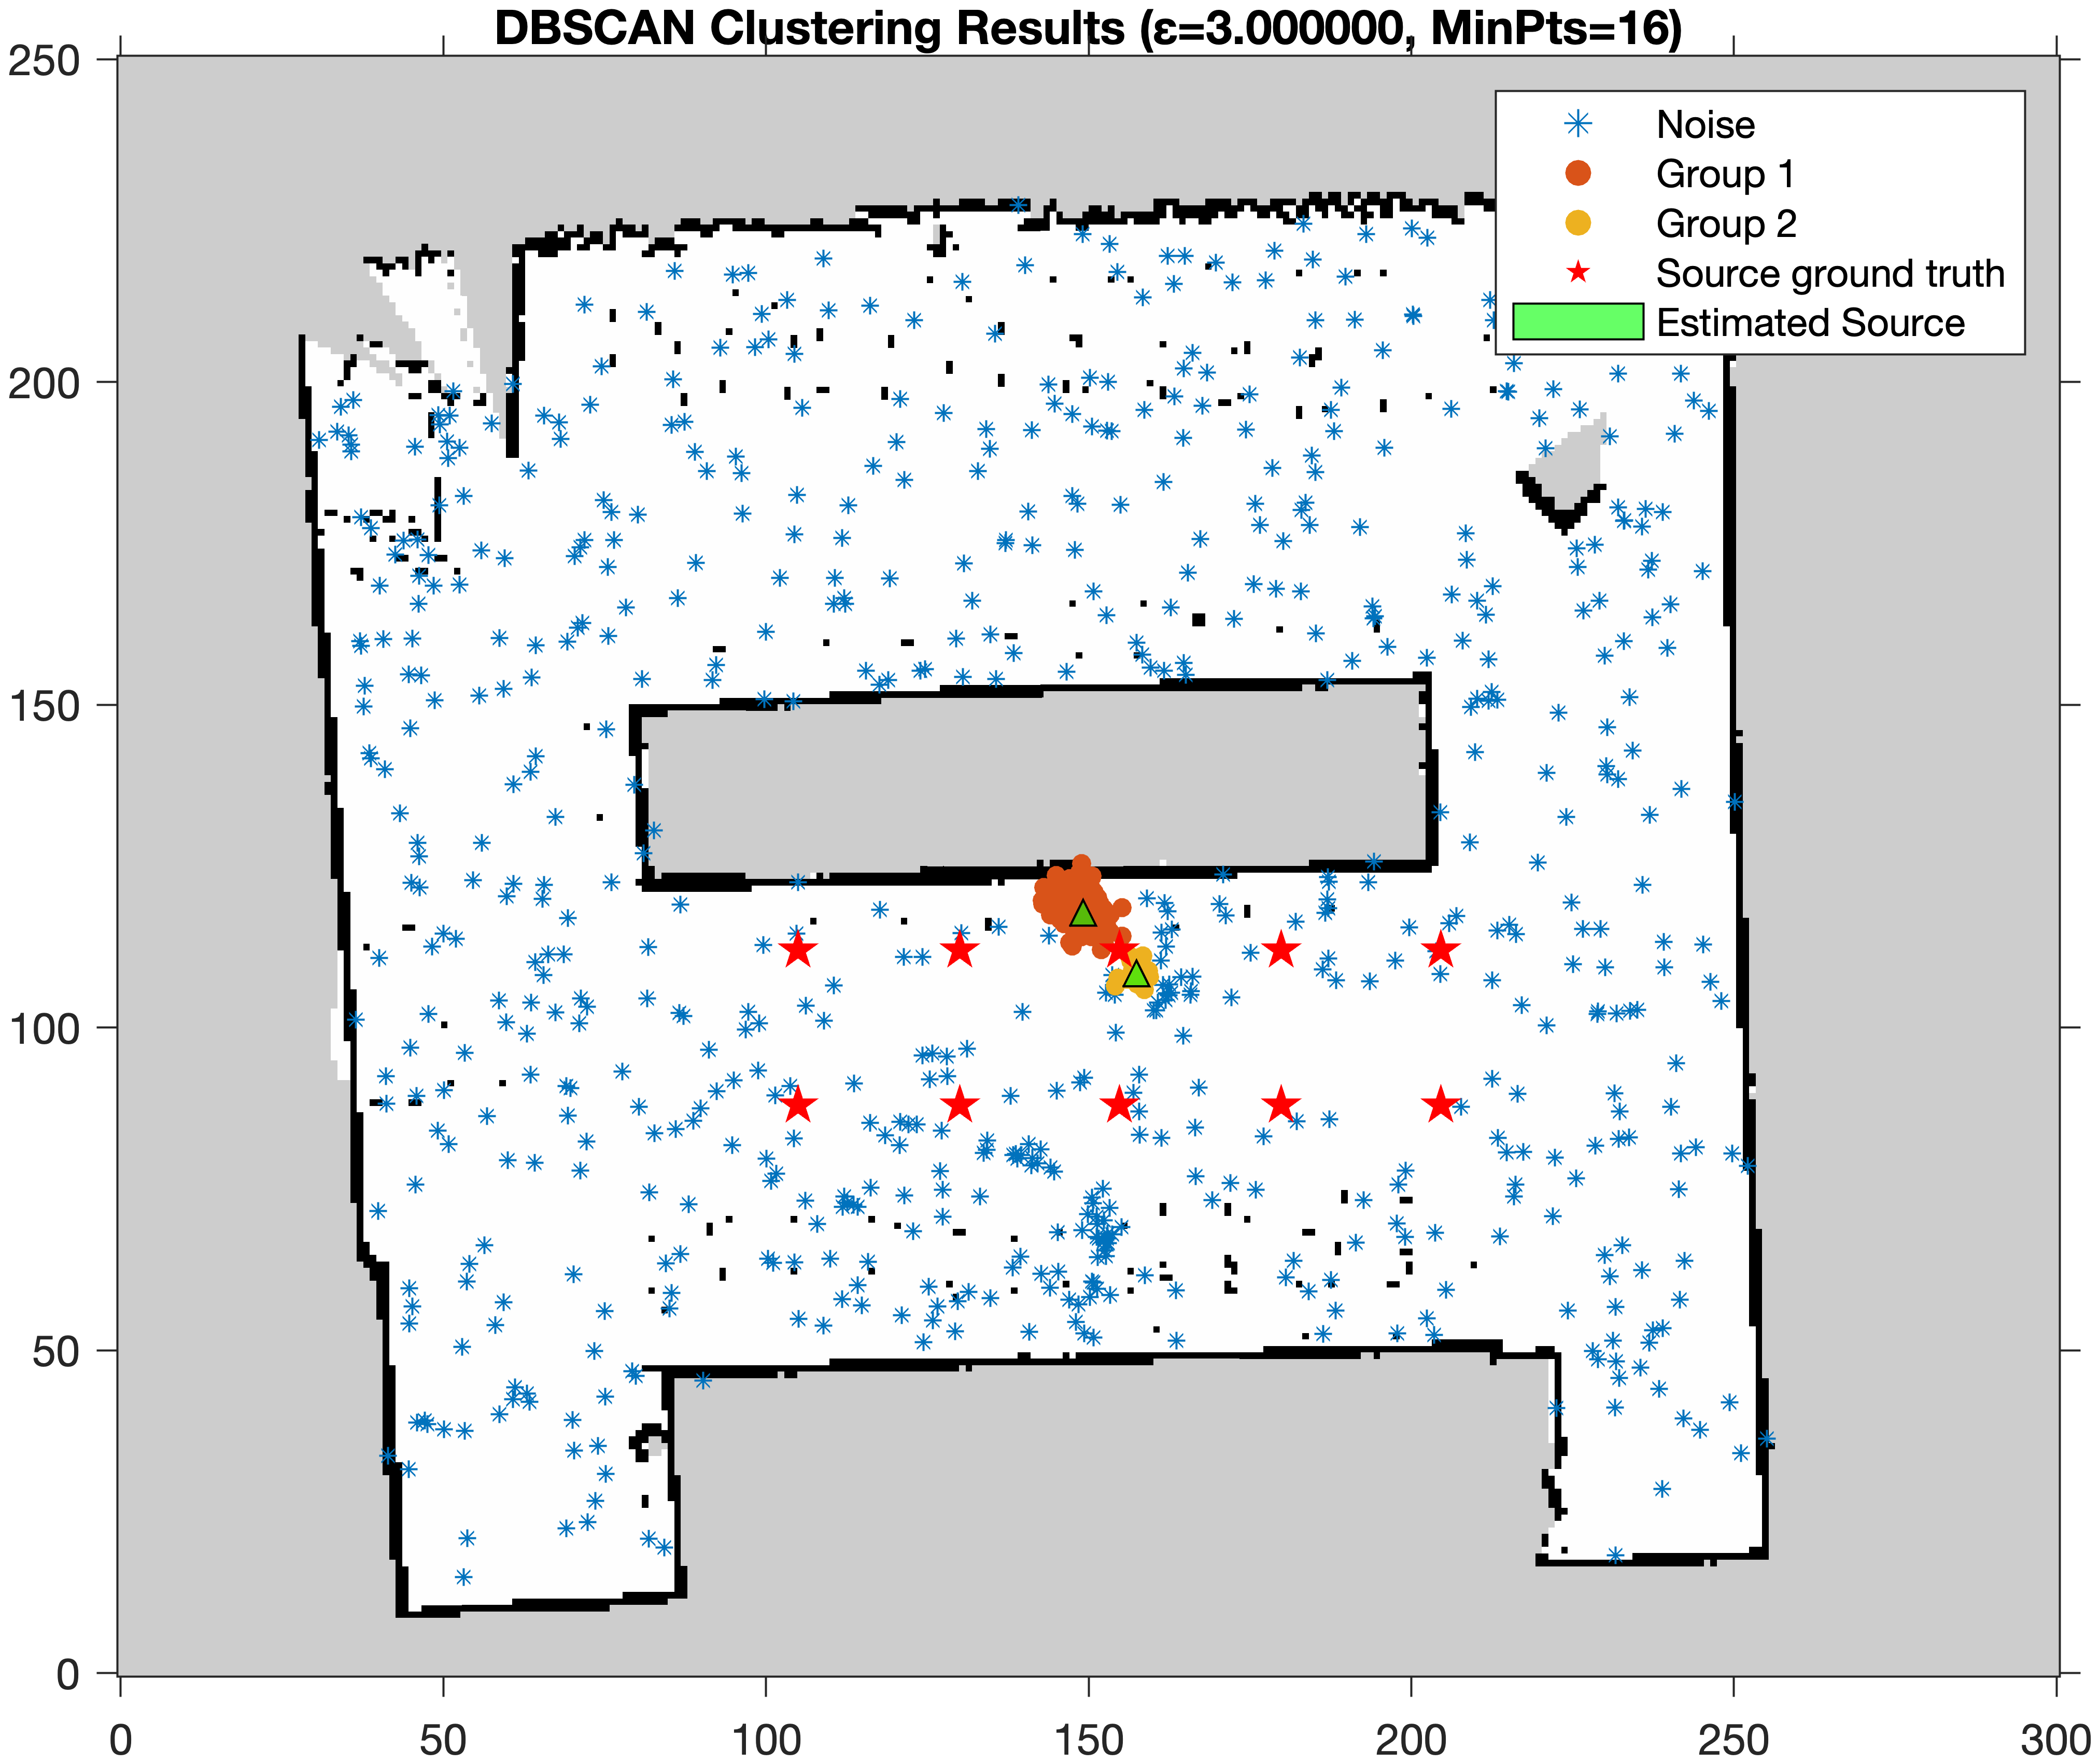 DBSCAN Clustering Results (ε=3.000000, MinPts=16)
250
200
150
100
50
0
Noise
Group 1
Group 2
Source ground truth
Estimated Source
0 50 100 150 200 250 300